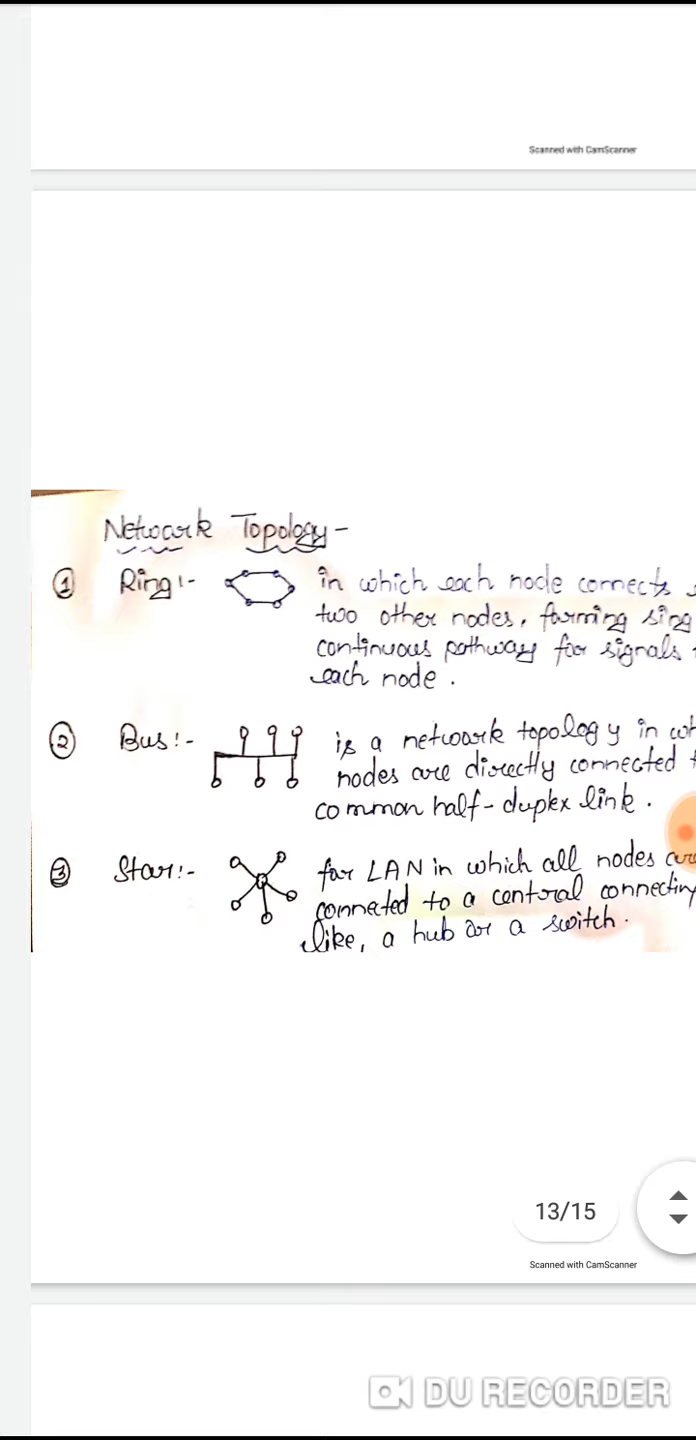 Scanned with CamScanner
Network Topology -
① Ring :- in which each node connects
two other nodes, forming
continuous pathway for signals
each node .
② Bus :- is a network topology in
nodes are directly connected
common half-duplex link .
③ Star :- for LAN in which all nodes
connected to a central
like, a hub or a switch .
13/15
Scanned with CamScanner
DU RECORDER